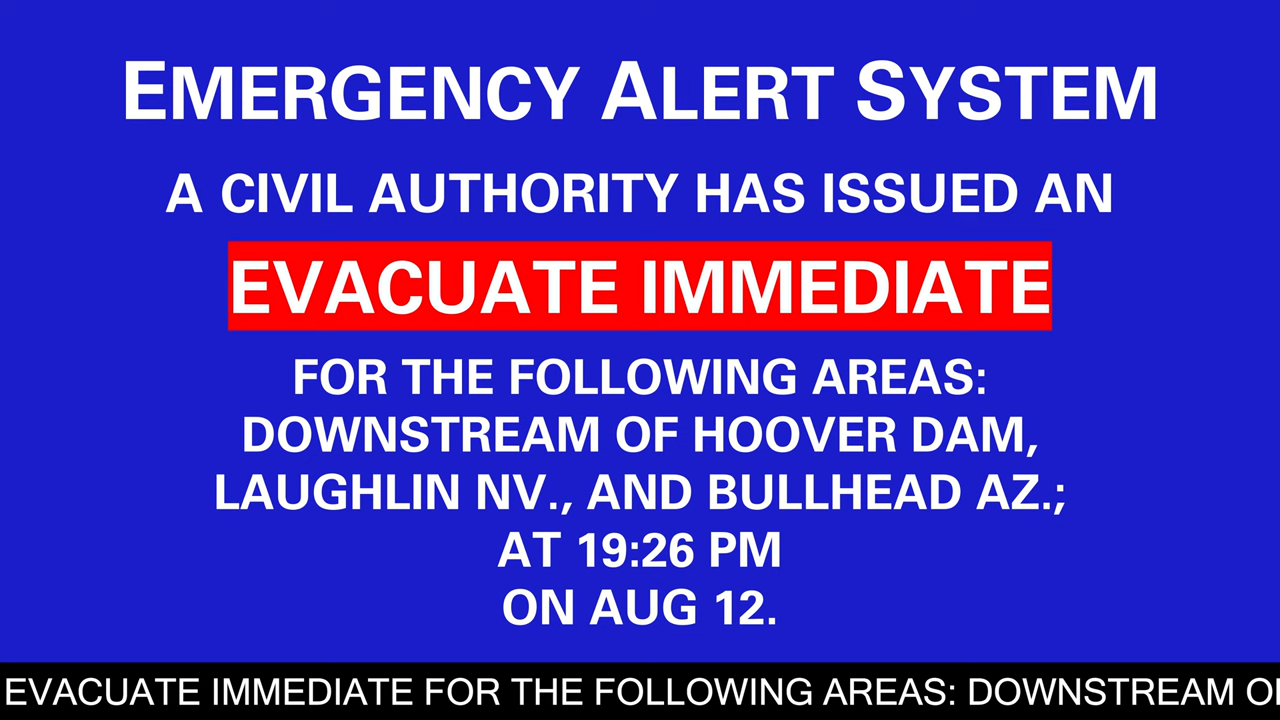 EMERGENCY ALERT SYSTEM
A CIVIL AUTHORITY HAS ISSUED AN
EVACUATE IMMEDIATE
FOR THE FOLLOWING AREAS:
DOWNSTREAM OF HOOVER DAM,
LAUGHLIN NV., AND BULLHEAD AZ.;
AT 19:26 PM
ON AUG 12.
EVACUATE IMMEDIATE FOR THE FOLLOWING AREAS: DOWNSTREAM